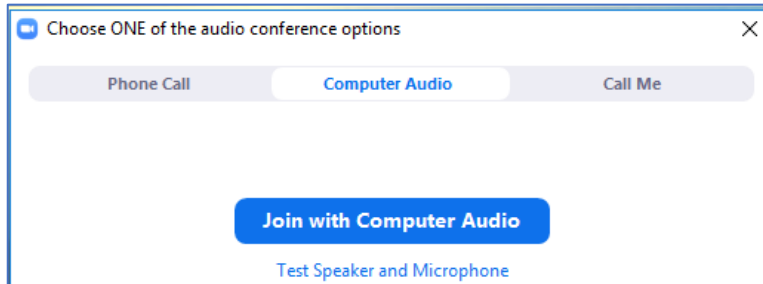 Choose ONE of the audio conference options
Phone Call Computer Audio Call Me
Join with Computer Audio
Test Speaker and Microphone